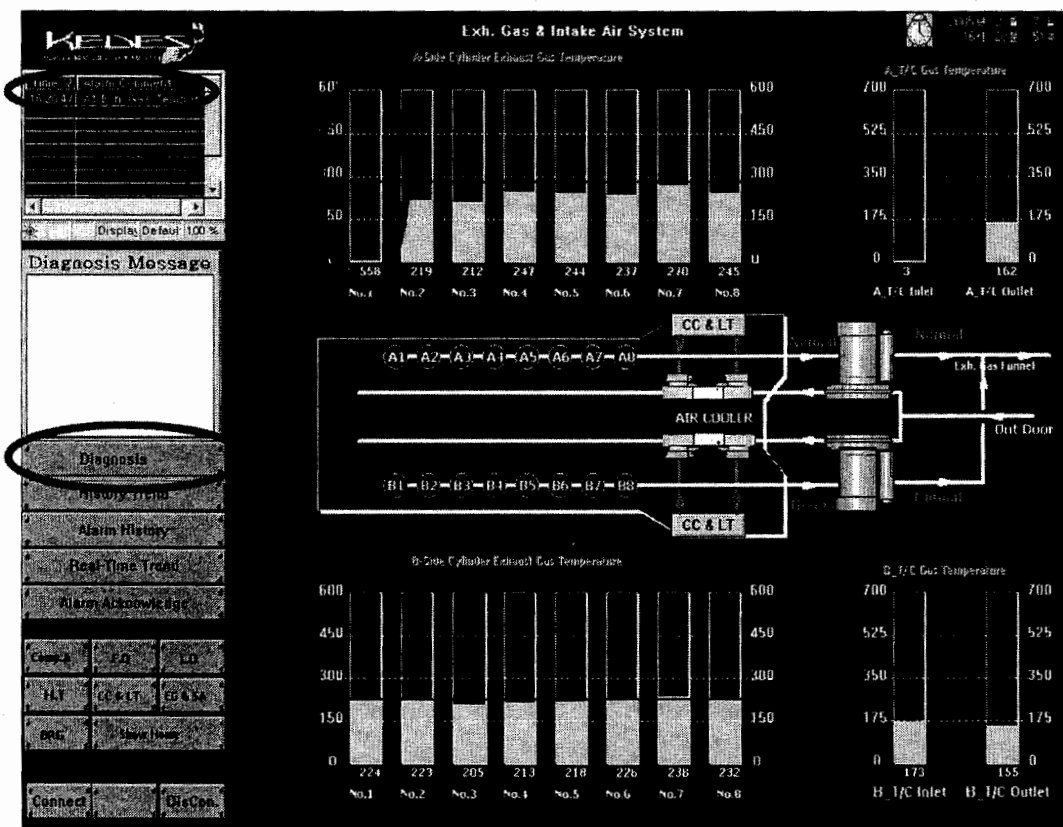 KEDES
Exh. Gas & Intake Air System
A-Side Cylinder Exhaust Gas Temperature
A_T/C Gas Temperature
600
450
300
150
0
700
525
350
175
0
700
525
350
175
0
558 219 212 247 244 237 270 245
No.1 No.2 No.3 No.4 No.5 No.6 No.7 No.8
3 162
A_T/C Inlet A_T/C Outlet
Display Defaul 100 %
Diagnosis Message
CC & LT
A1 A2 A3 A4 A5 A6 A7 A8
Normal Normal
Exh. Gas Funnel
AIR COOLER
Out Door
B1 B2 B3 B4 B5 B6 B7 B8
CC & LT
Diagnosis
History Trend
Alarm History
Real-Time Trend
Alarm Acknowledge
F.O L.O
H.T CC & LT CG & SA
BRG
Connect DisCon.
B-Side Cylinder Exhaust Gas Temperature
B_T/C Gas Temperature
600
450
300
150
0
600
450
300
150
0
700
525
350
175
0
700
525
350
175
0
224 223 205 213 218 226 238 232
No.1 No.2 No.3 No.4 No.5 No.6 No.7 No.8
173 155
B_T/C Inlet B_T/C Outlet